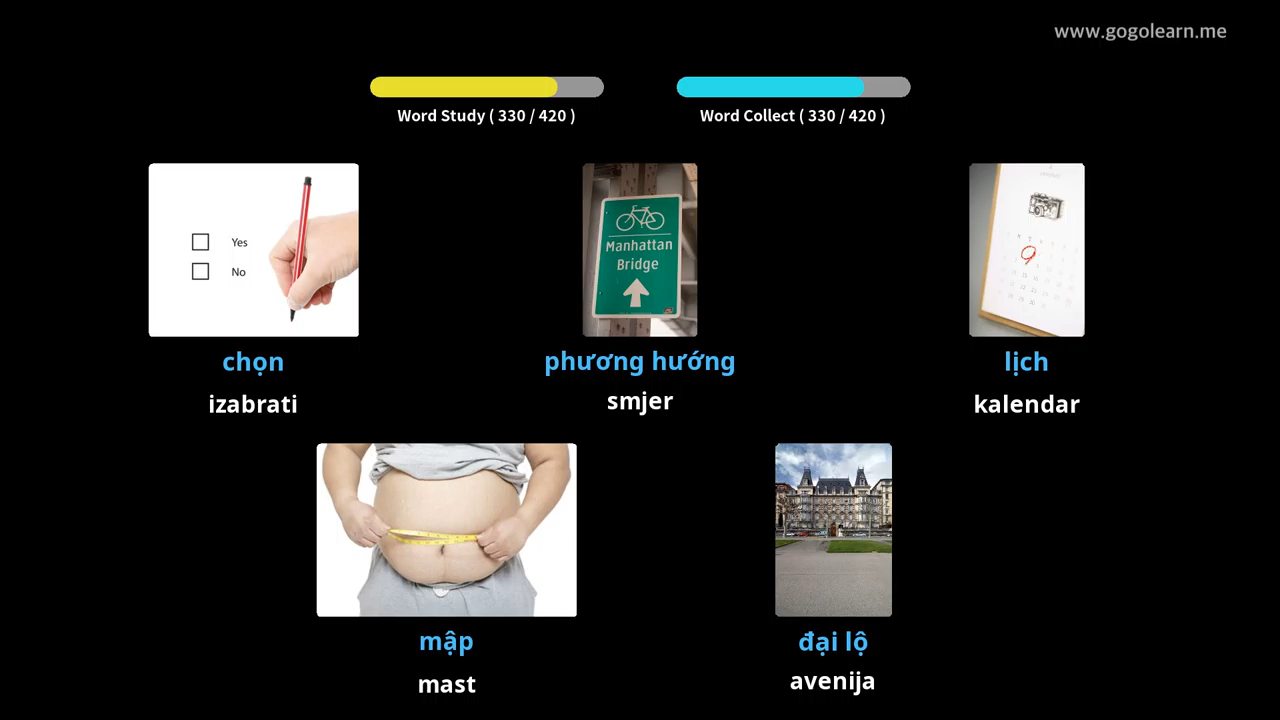 www.gogolearn.me
Word Study ( 330 / 420 )
Word Collect ( 330 / 420 )
Yes
No
Manhattan
Bridge
chọn
phương hướng
lịch
izabrati
smjer
kalendar
mập
đại lộ
mast
avenija